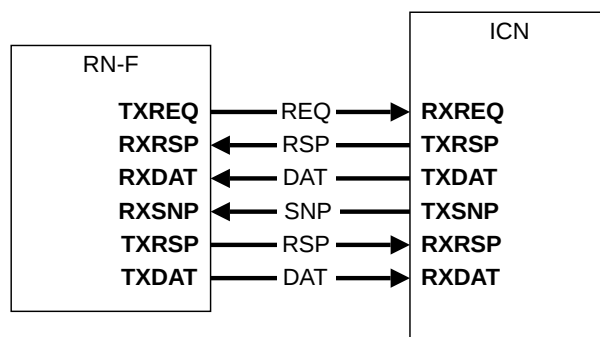 ICN
RN-F
TXREQ REQ RXREQ
RXRSP RSP TXRSP
RXDAT DAT TXDAT
RXSNP SNP TXSNP
TXRSP RSP RXRSP
TXDAT DAT RXDAT